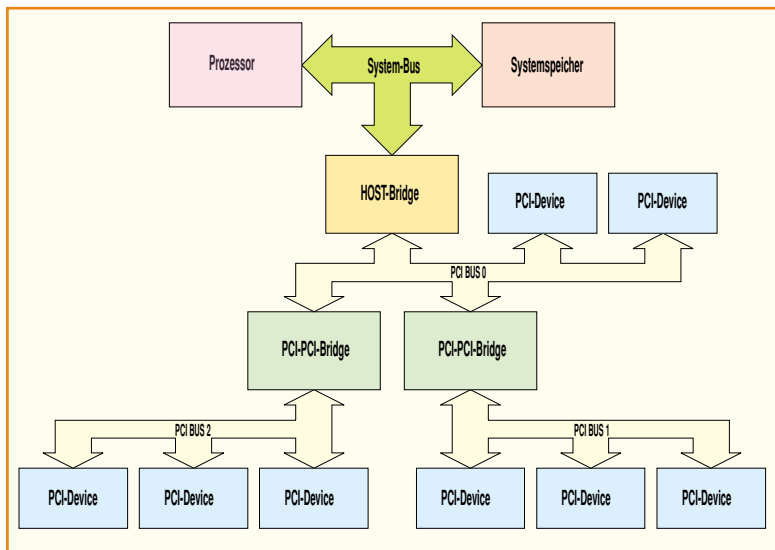 Prozessor
System-Bus
Systemspeicher
HOST-Bridge
PCI-Device
PCI-Device
PCI BUS 0
PCI-PCI-Bridge
PCI-PCI-Bridge
PCI BUS 2
PCI BUS 1
PCI-Device
PCI-Device
PCI-Device
PCI-Device
PCI-Device
PCI-Device